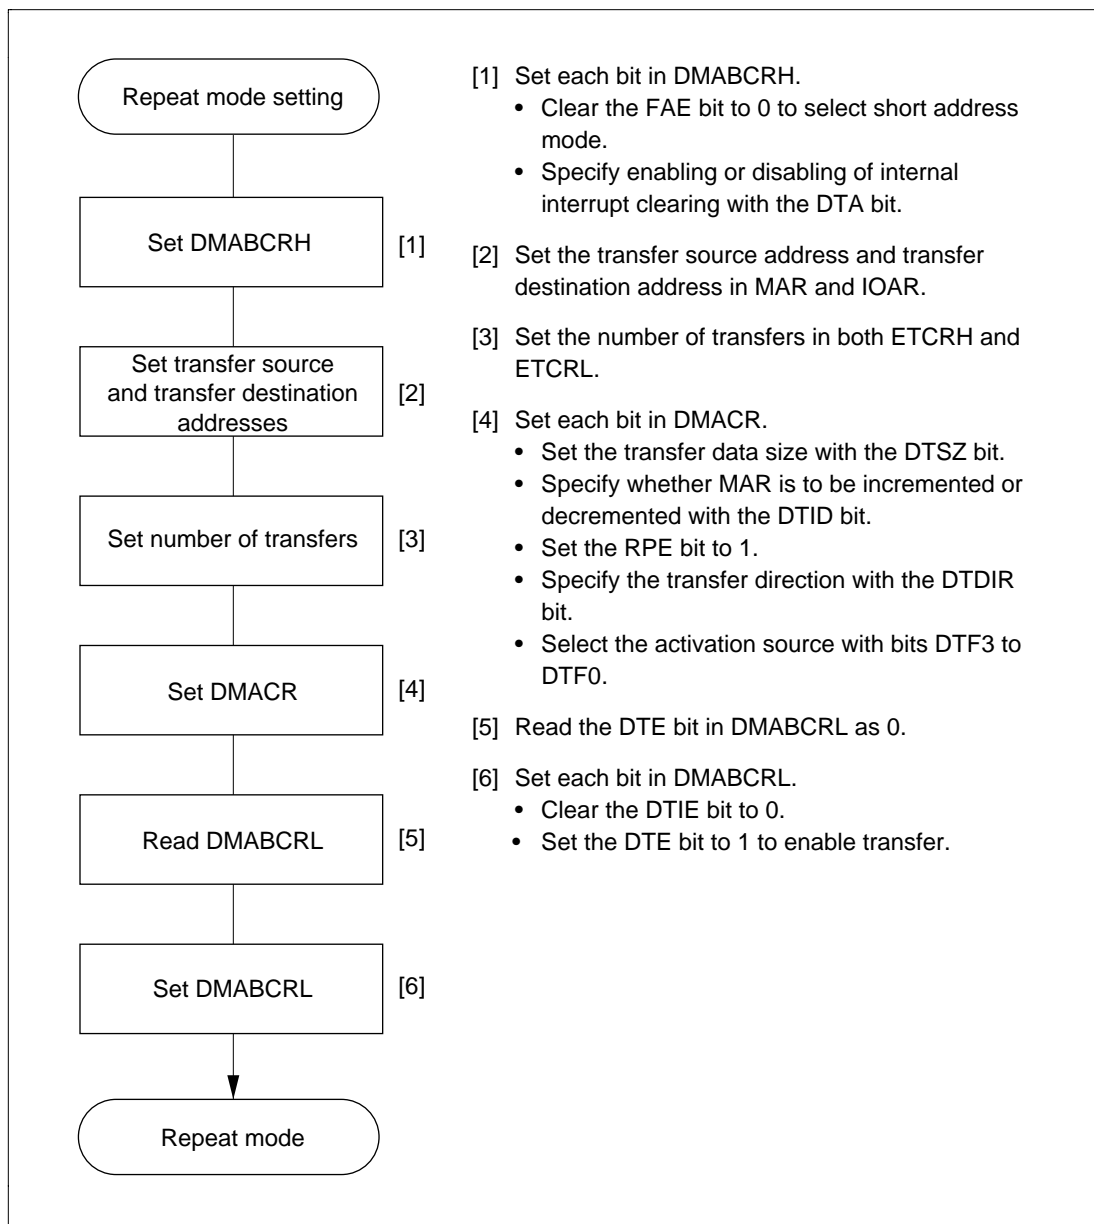 Repeat mode setting
Set DMABCRH [1]
Set transfer source
and transfer destination
addresses
[2]
Set number of transfers [3]
Set DMACR [4]
Read DMABCRL [5]
Set DMABCRL [6]
Repeat mode
[1] Set each bit in DMABCRH.
• Clear the FAE bit to 0 to select short address
mode.
• Specify enabling or disabling of internal
interrupt clearing with the DTA bit.
[2] Set the transfer source address and transfer
destination address in MAR and IOAR.
[3] Set the number of transfers in both ETCRH and
ETCRL.
[4] Set each bit in DMACR.
• Set the transfer data size with the DTSZ bit.
• Specify whether MAR is to be incremented or
decremented with the DTID bit.
• Set the RPE bit to 1.
• Specify the transfer direction with the DTDIR
bit.
• Select the activation source with bits DTF3 to
DTF0.
[5] Read the DTE bit in DMABCRL as 0.
[6] Set each bit in DMABCRL.
• Clear the DTIE bit to 0.
• Set the DTE bit to 1 to enable transfer.